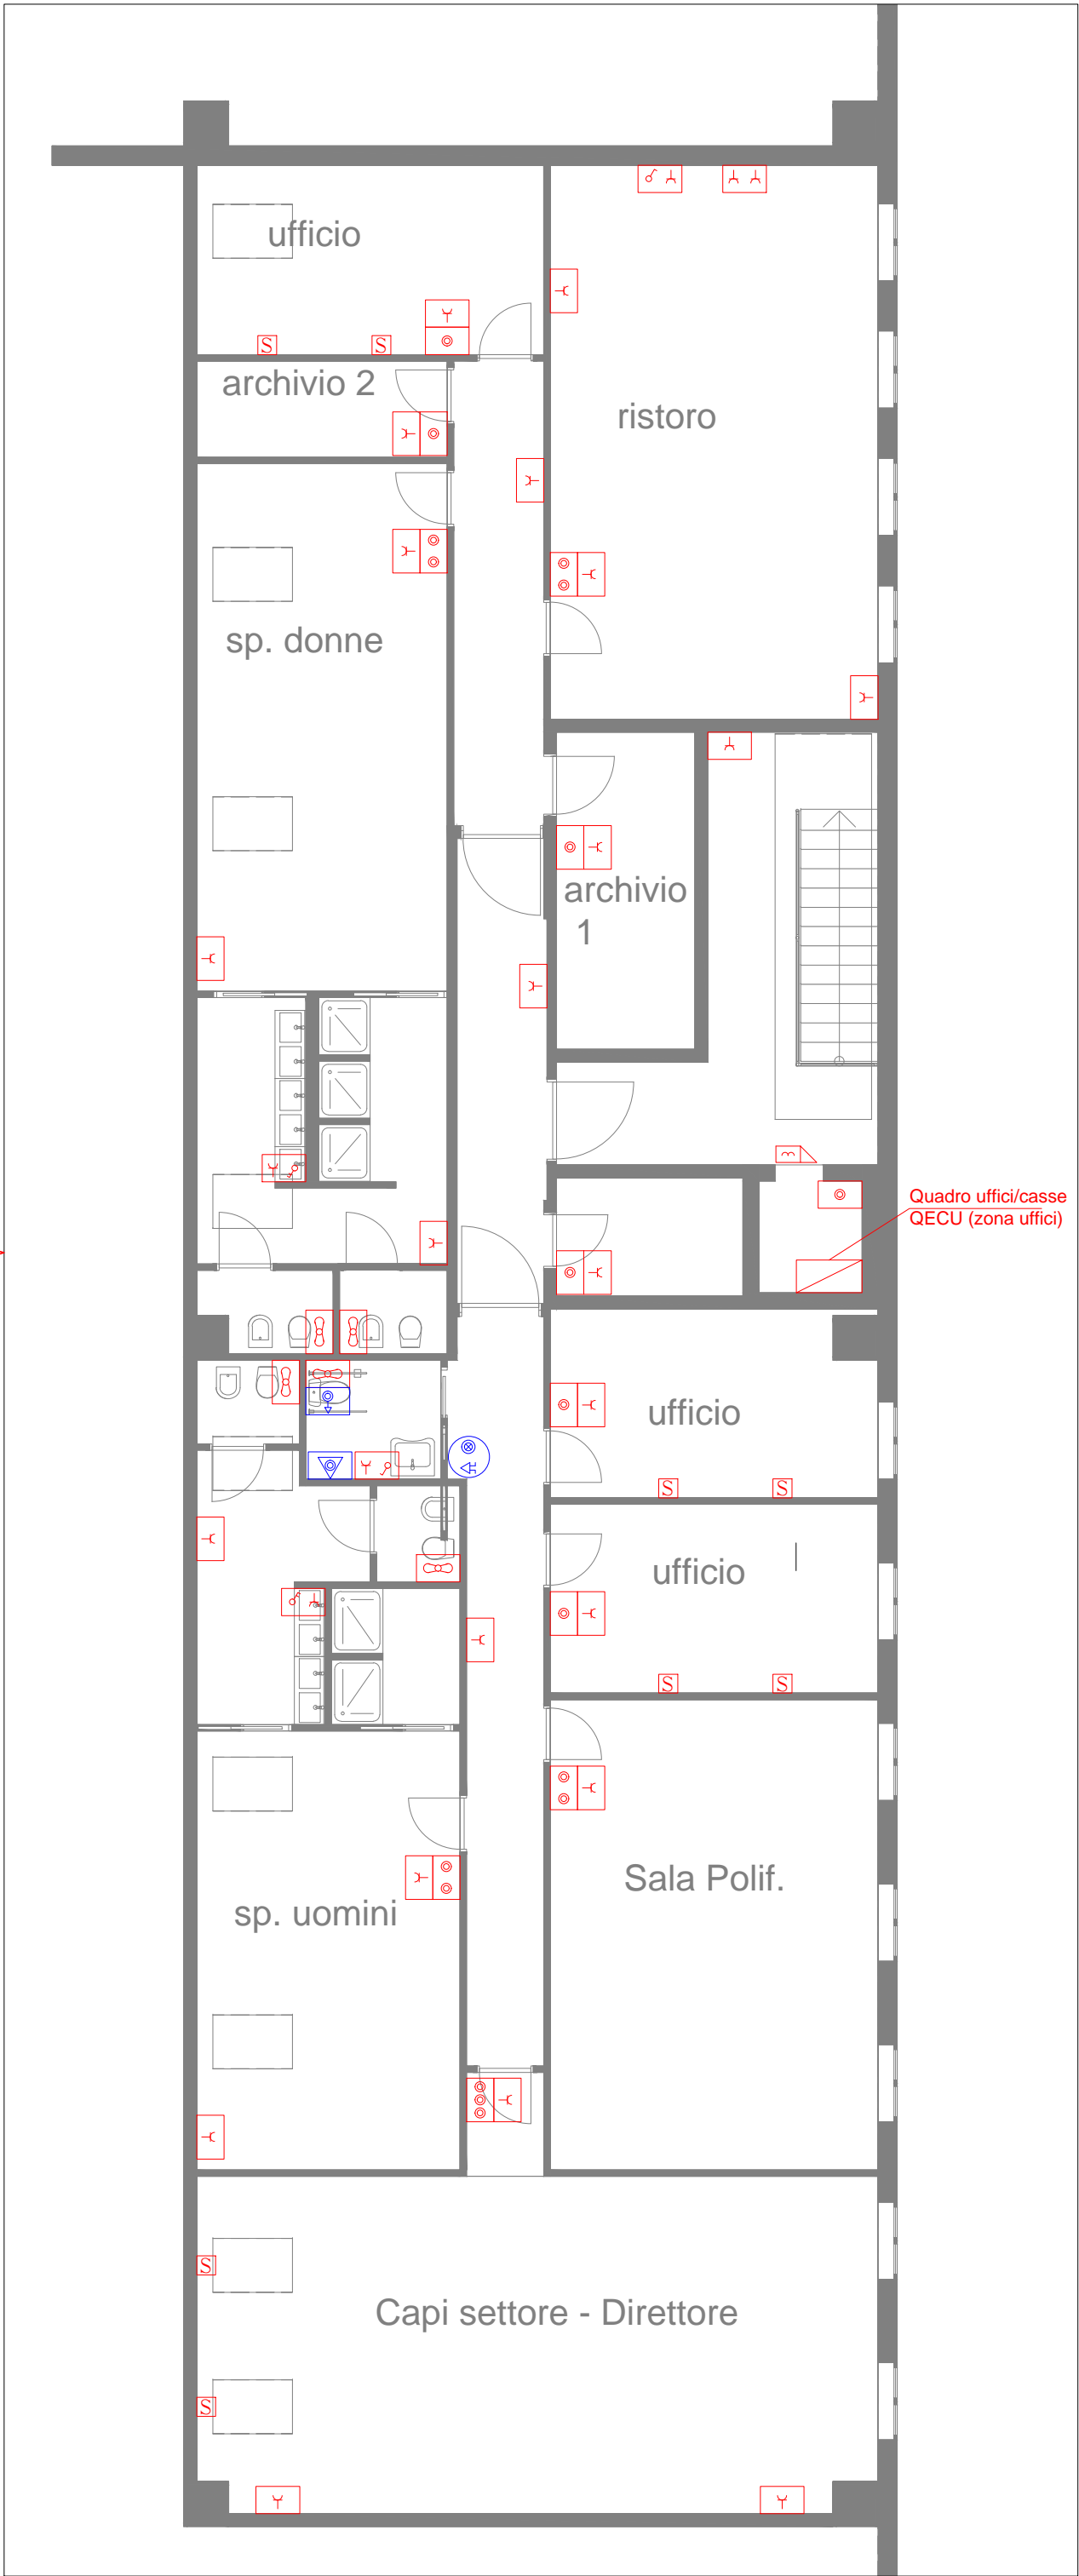 ufficio
S
S
archivio 2
ristoro
sp. donne
archivio
1
Quadro uffici/casse
QECU (zona uffici)
ufficio
S
S
ufficio
S
S
Sala Polif.
sp. uomini
S
Capi settore - Direttore
S